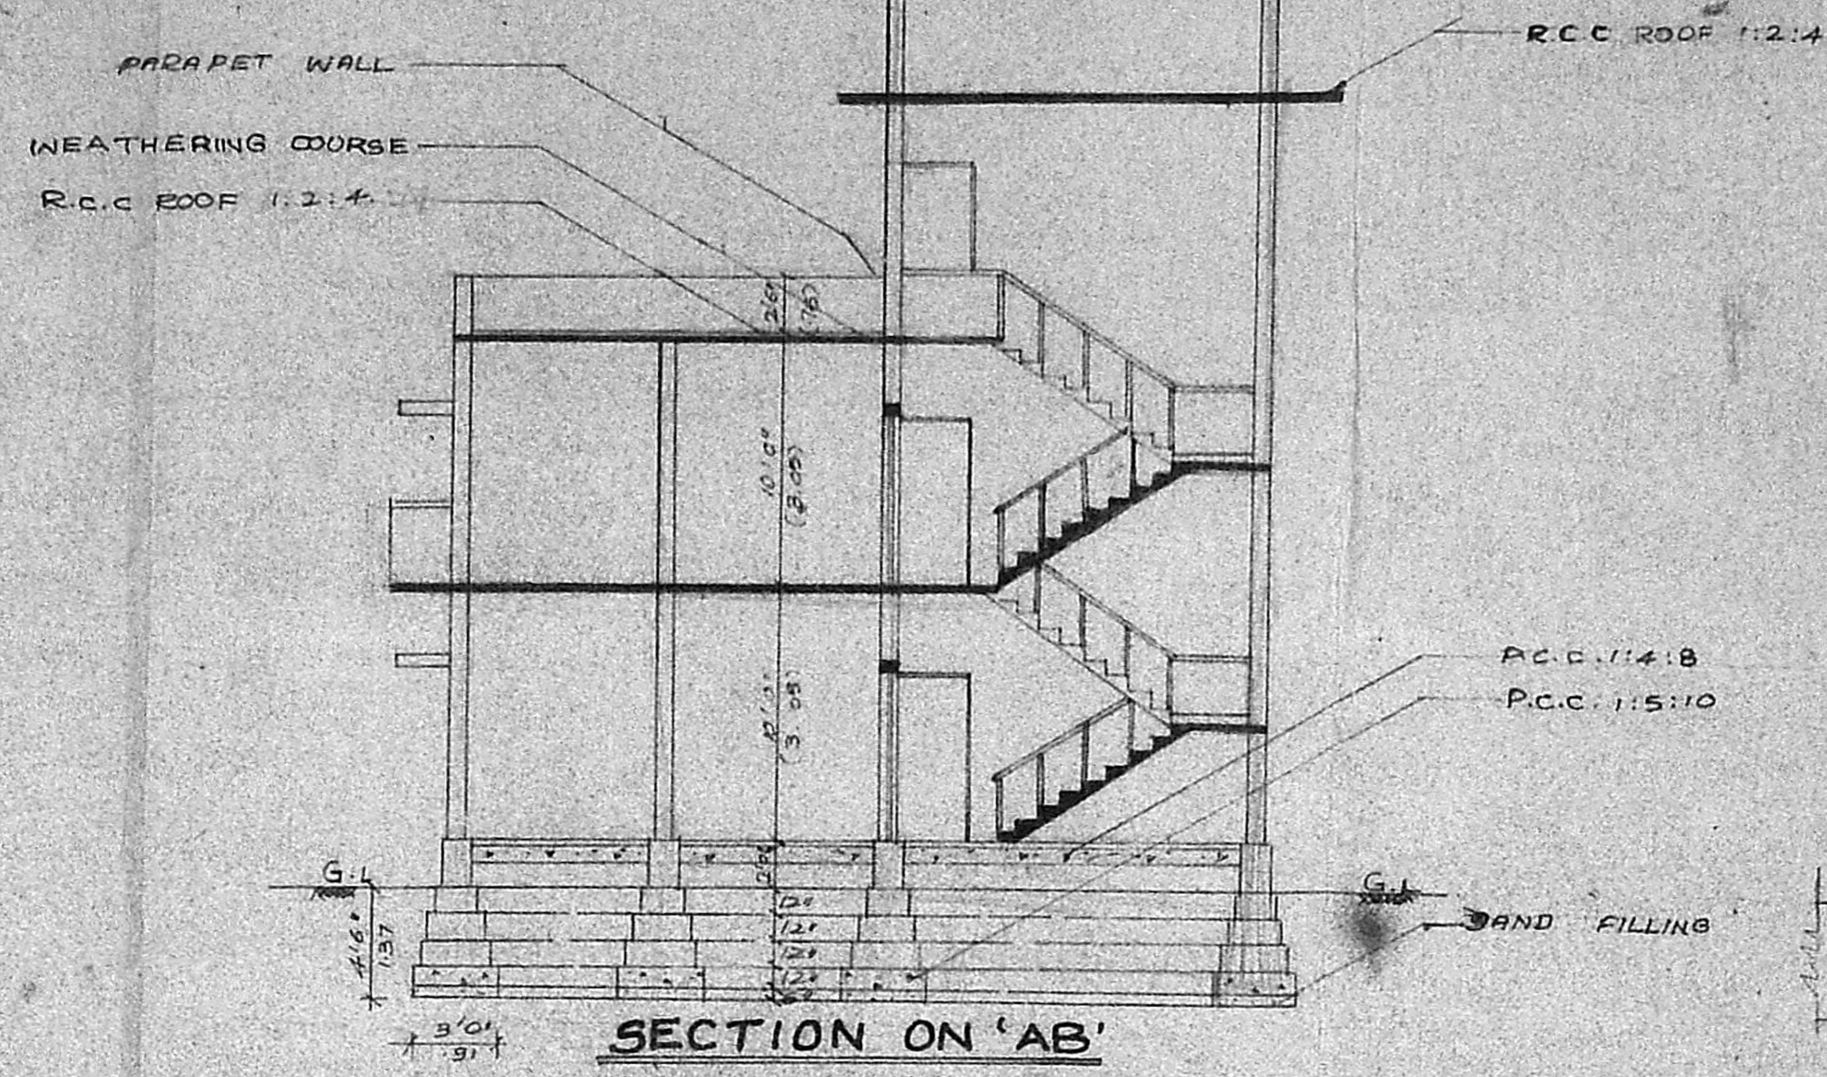 R.C.C ROOF 1:2:4
PARAPET WALL
WEATHERING COURSE
R.C.C ROOF 1:2:4
2'6"
(.76)
10'0"
(3.05)
10'0"
(3.05)
P.C.C. 1:4:8
P.C.C. 1:5:10
2'0"
G.L
G.L
SAND FILLING
4'6"
1.37
12"
12"
12"
12"
3'0"
.91
SECTION ON 'AB'